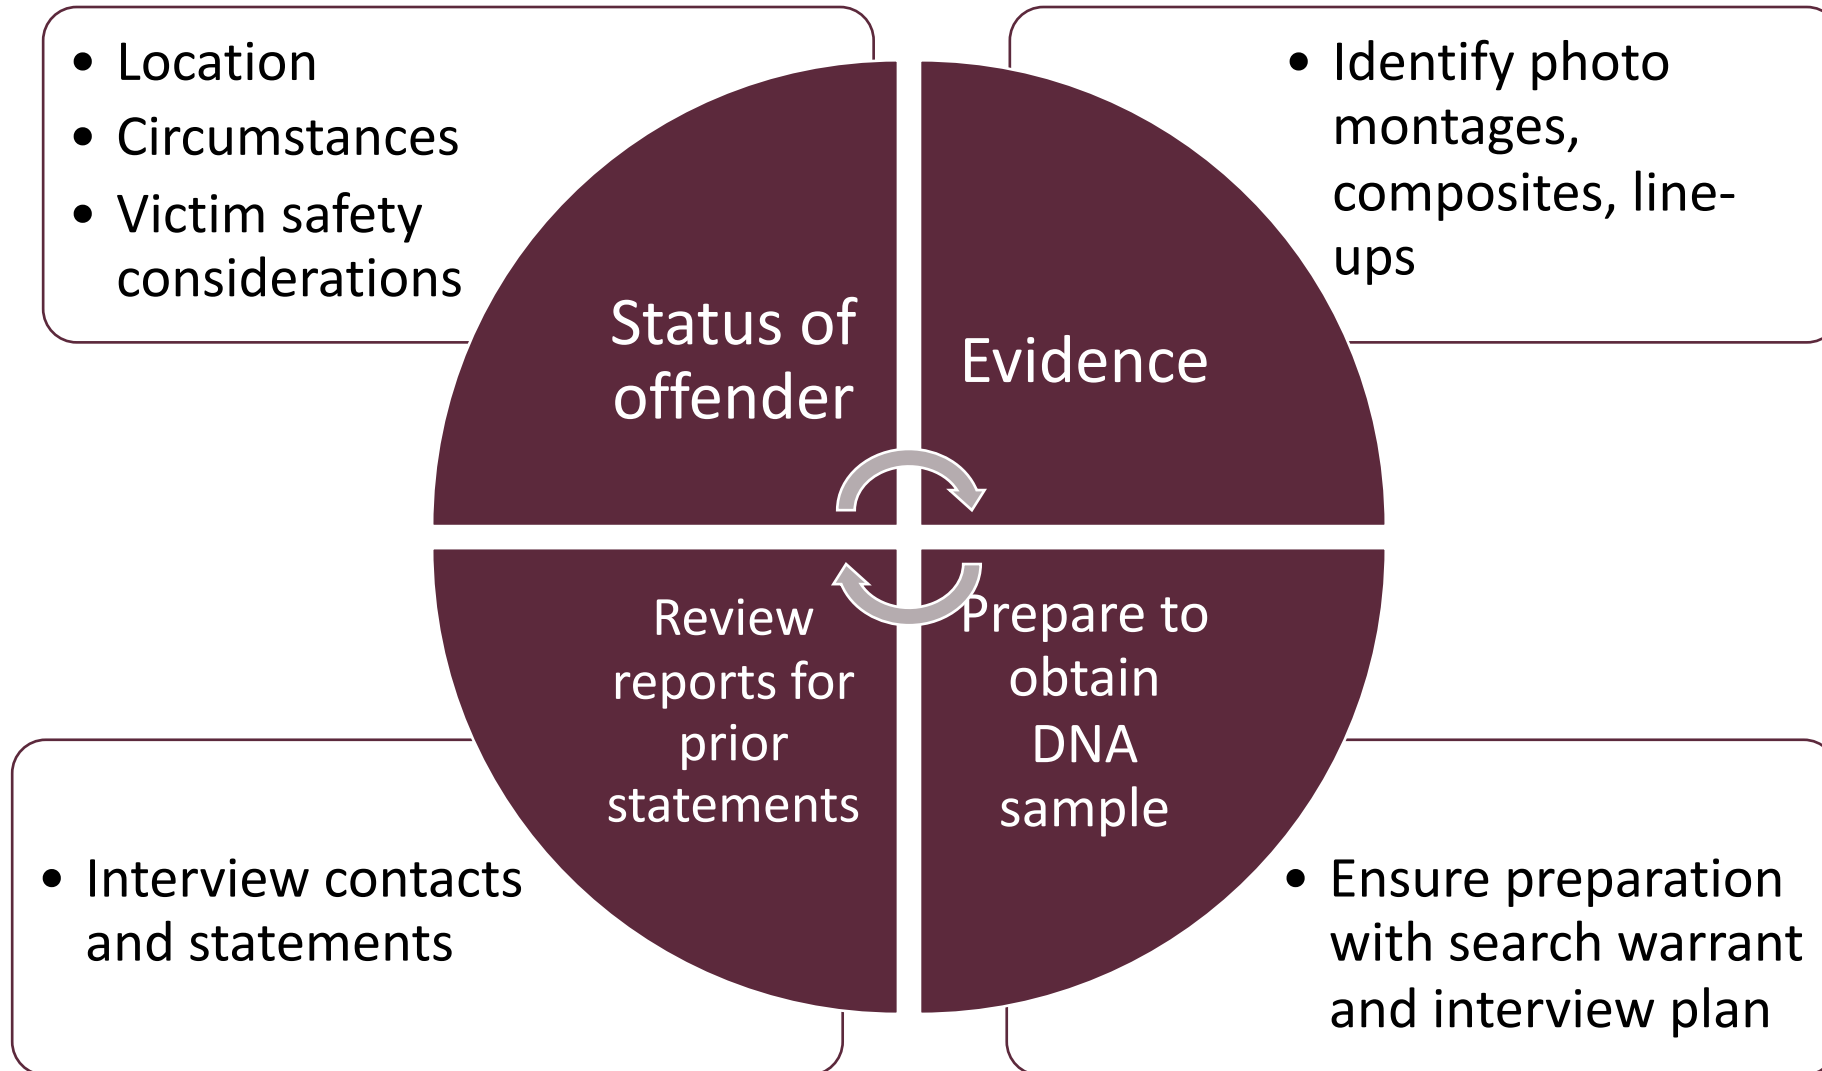 • Location
• Circumstances
• Victim safety
considerations
• Identify photo
montages,
composites, line-
ups
Status of
offender
Evidence
Review
reports for
prior
statements
Prepare to
obtain
DNA
sample
• Interview contacts
and statements
• Ensure preparation
with search warrant
and interview plan